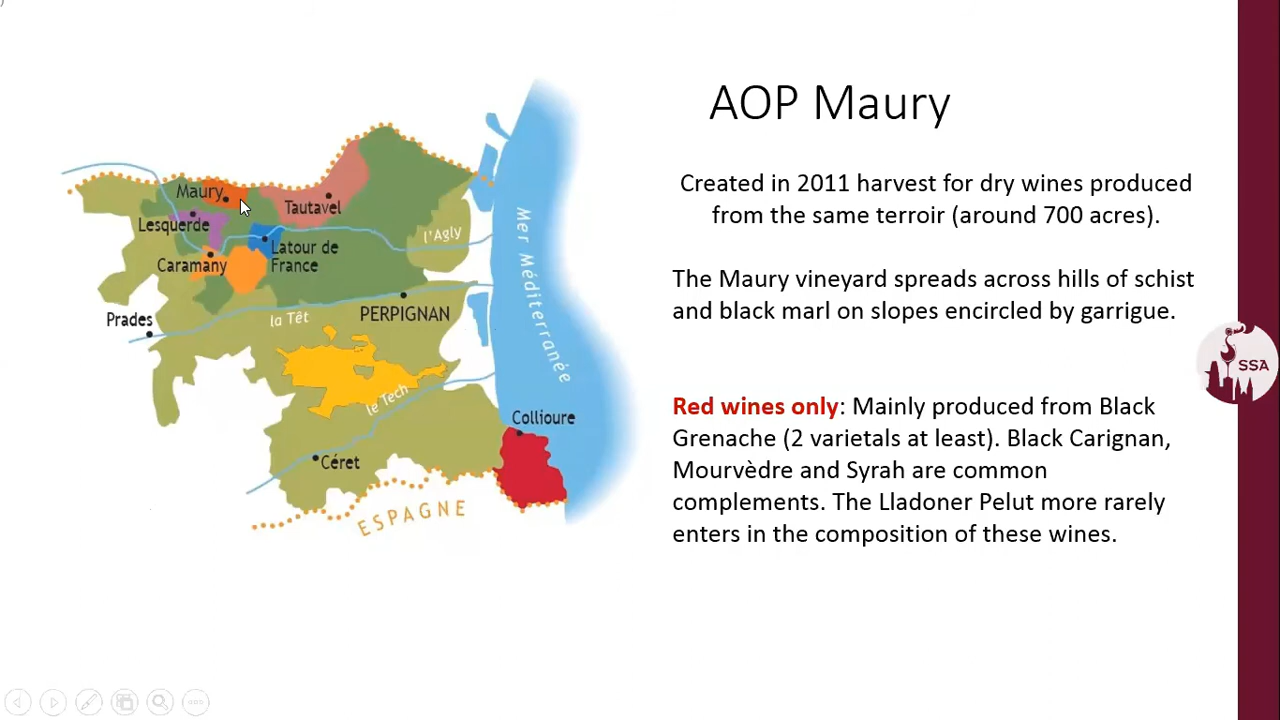 AOP Maury
Created in 2011 harvest for dry wines produced
from the same terroir (around 700 acres).
The Maury vineyard spreads across hills of schist
and black marl on slopes encircled by garrigue.
Red wines only: Mainly produced from Black
Grenache (2 varietals at least). Black Carignan,
Mourvèdre and Syrah are common
complements. The Lladoner Pelut more rarely
enters in the composition of these wines.
Maury
Tautavel
Lesquerde
Latour de
France
l'Agly
Caramany
Prades
la Têt
PERPIGNAN
Mer Méditerranée
le Tech
Collioure
Céret
ESPAGNE
SSA